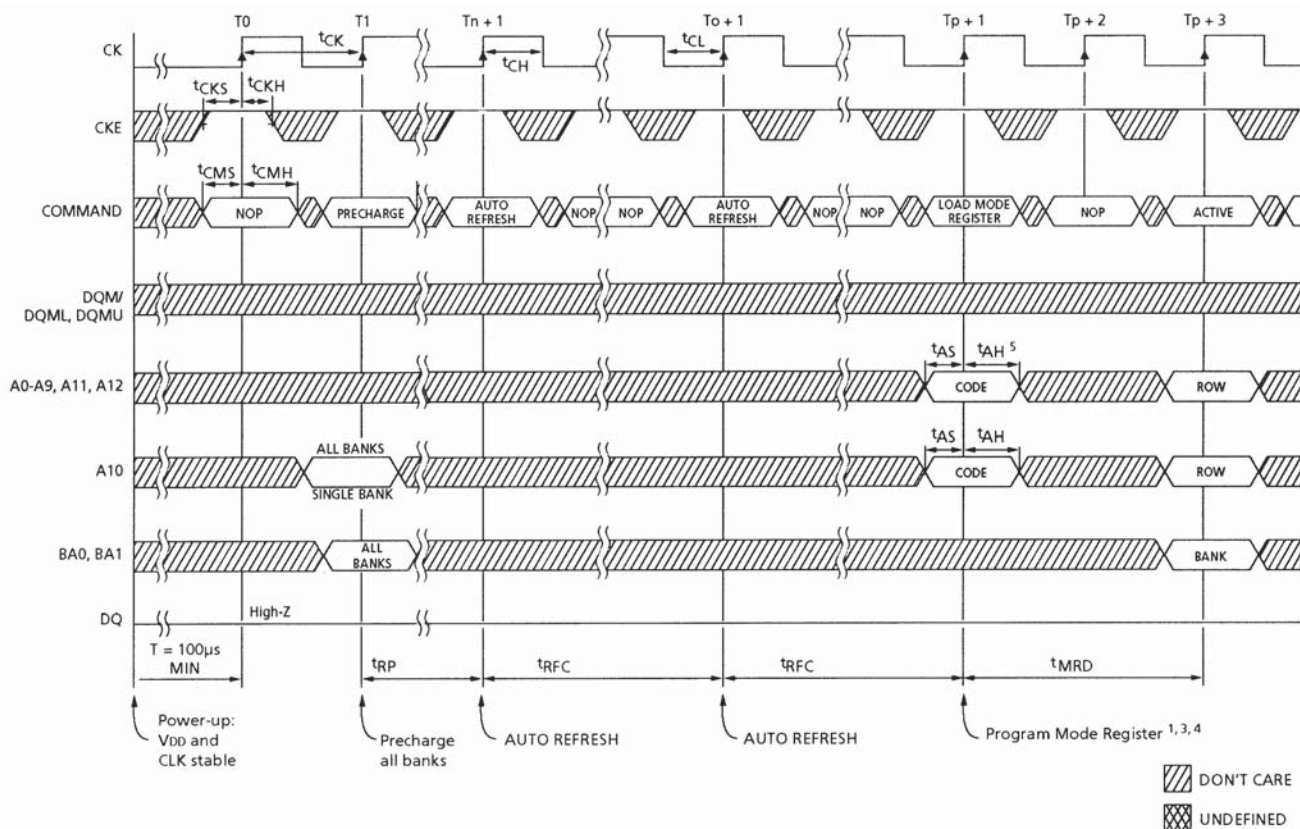 T0 T1 Tn + 1 To + 1 Tp + 1 Tp + 2 Tp + 3
CK tCK tCH tCL
tCKS tCKH
CKE
tCMS tCMH
COMMAND NOP PRECHARGE AUTO REFRESH NOP NOP AUTO REFRESH NOP NOP LOAD MODE REGISTER NOP ACTIVE
DQM/
DQML, DQMU
tAS tAH 5
A0-A9, A11, A12 CODE ROW
ALL BANKS tAS tAH
A10 CODE ROW
SINGLE BANK
BA0, BA1 ALL BANKS BANK
DQ High-Z
T = 100µs
MIN
tRP tRFC tRFC tMRD
Power-up:
VDD and
CLK stable
Precharge
all banks
AUTO REFRESH
AUTO REFRESH
Program Mode Register 1, 3, 4
DON'T CARE
UNDEFINED